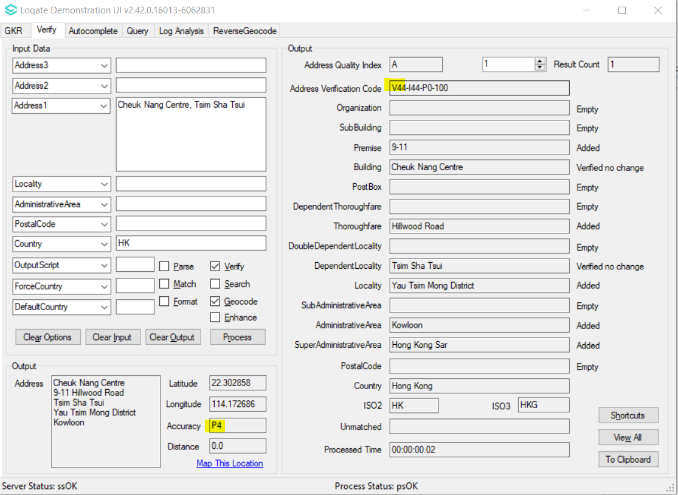 Loqate Demonstration UI v2.42.0.16013-6062831
GKR Verify Autocomplete Query Log Analysis ReverseGeocode
Input Data
Address3
Address2
Address1 Cheuk Nang Centre, Tsim Sha Tsui
Locality
AdministrativeArea
PostalCode
Country HK
OutputScript Parse Verify
ForceCountry Match Search
Format Geocode
DefaultCountry
Enhance
Clear Options Clear Input Clear Output Process
Output
Address Cheuk Nang Centre
9-11 Hillwood Road
Tsim Sha Tsui
Yau Tsim Mong District
Kowloon
Latitude 22.302858
Longitude 114.172686
Accuracy P4
Distance 0.0
Map This Location
Output
Address Quality Index A 1 Result Count 1
Address Verification Code V44-I44-P0-100
Organization Empty
SubBuilding Empty
Premise 9-11 Added
Building Cheuk Nang Centre Verified no change
PostBox Empty
DependentThoroughfare Empty
Thoroughfare Hillwood Road Added
DoubleDependentLocality Empty
DependentLocality Tsim Sha Tsui Verified no change
Locality Yau Tsim Mong District Added
SubAdministrativeArea Empty
AdministrativeArea Kowloon Added
SuperAdministrativeArea Hong Kong Sar Added
PostalCode Empty
Country Hong Kong
ISO2 HK ISO3 HKG
Unmatched
Processed Time 00:00:00.02
Shortcuts
View All
To Clipboard
Server Status: ssOK Process Status: psOK